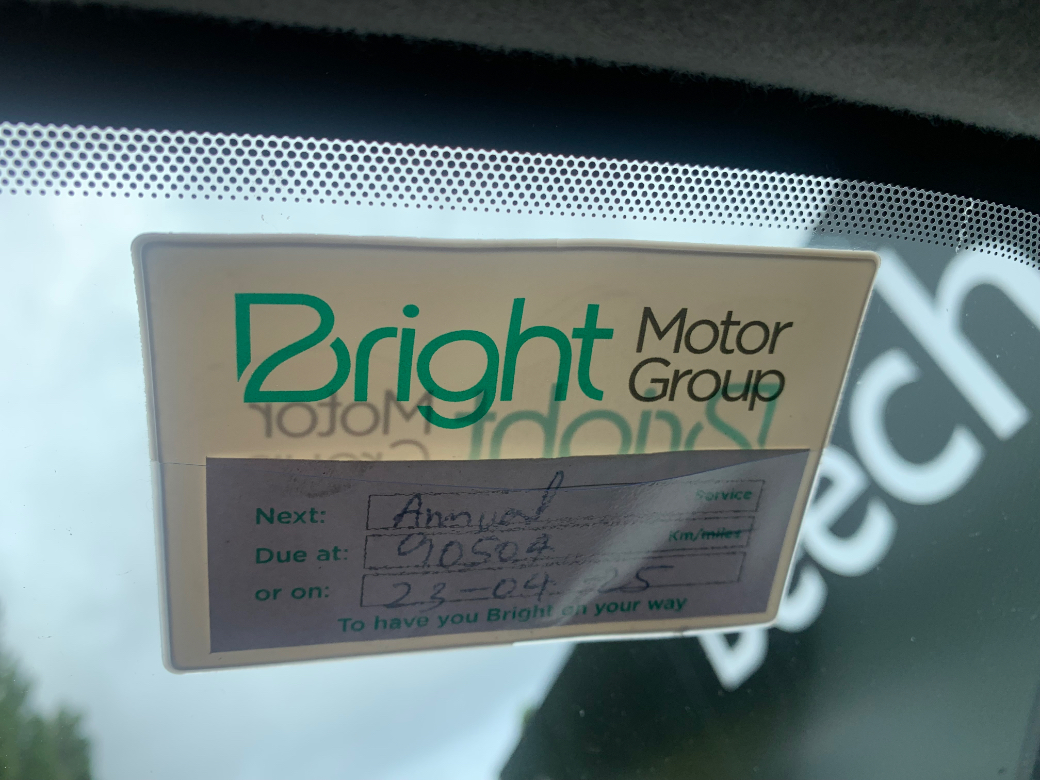 Bright Motor Group
Next: Annual Service
Due at: 90504 Km/miles
or on: 23-04-25
To have you Bright on your way
eech